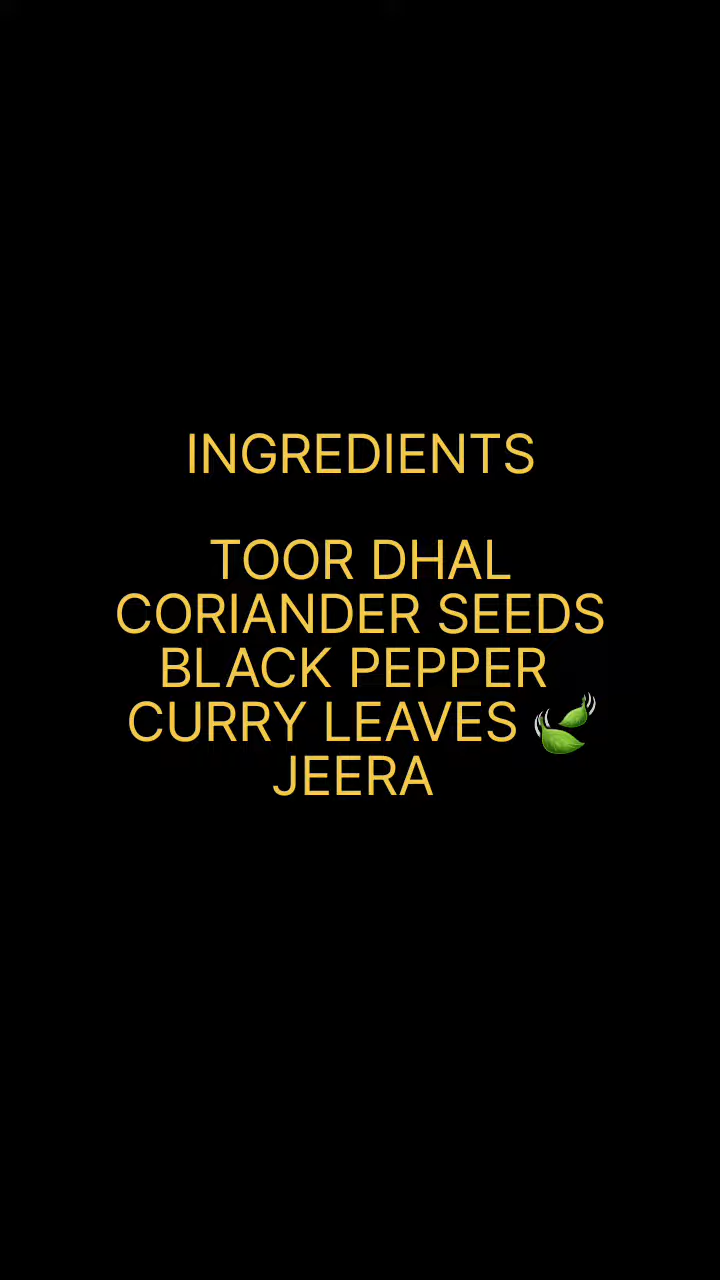 INGREDIENTS
TOOR DHAL
CORIANDER SEEDS
BLACK PEPPER
CURRY LEAVES 🍃
JEERA